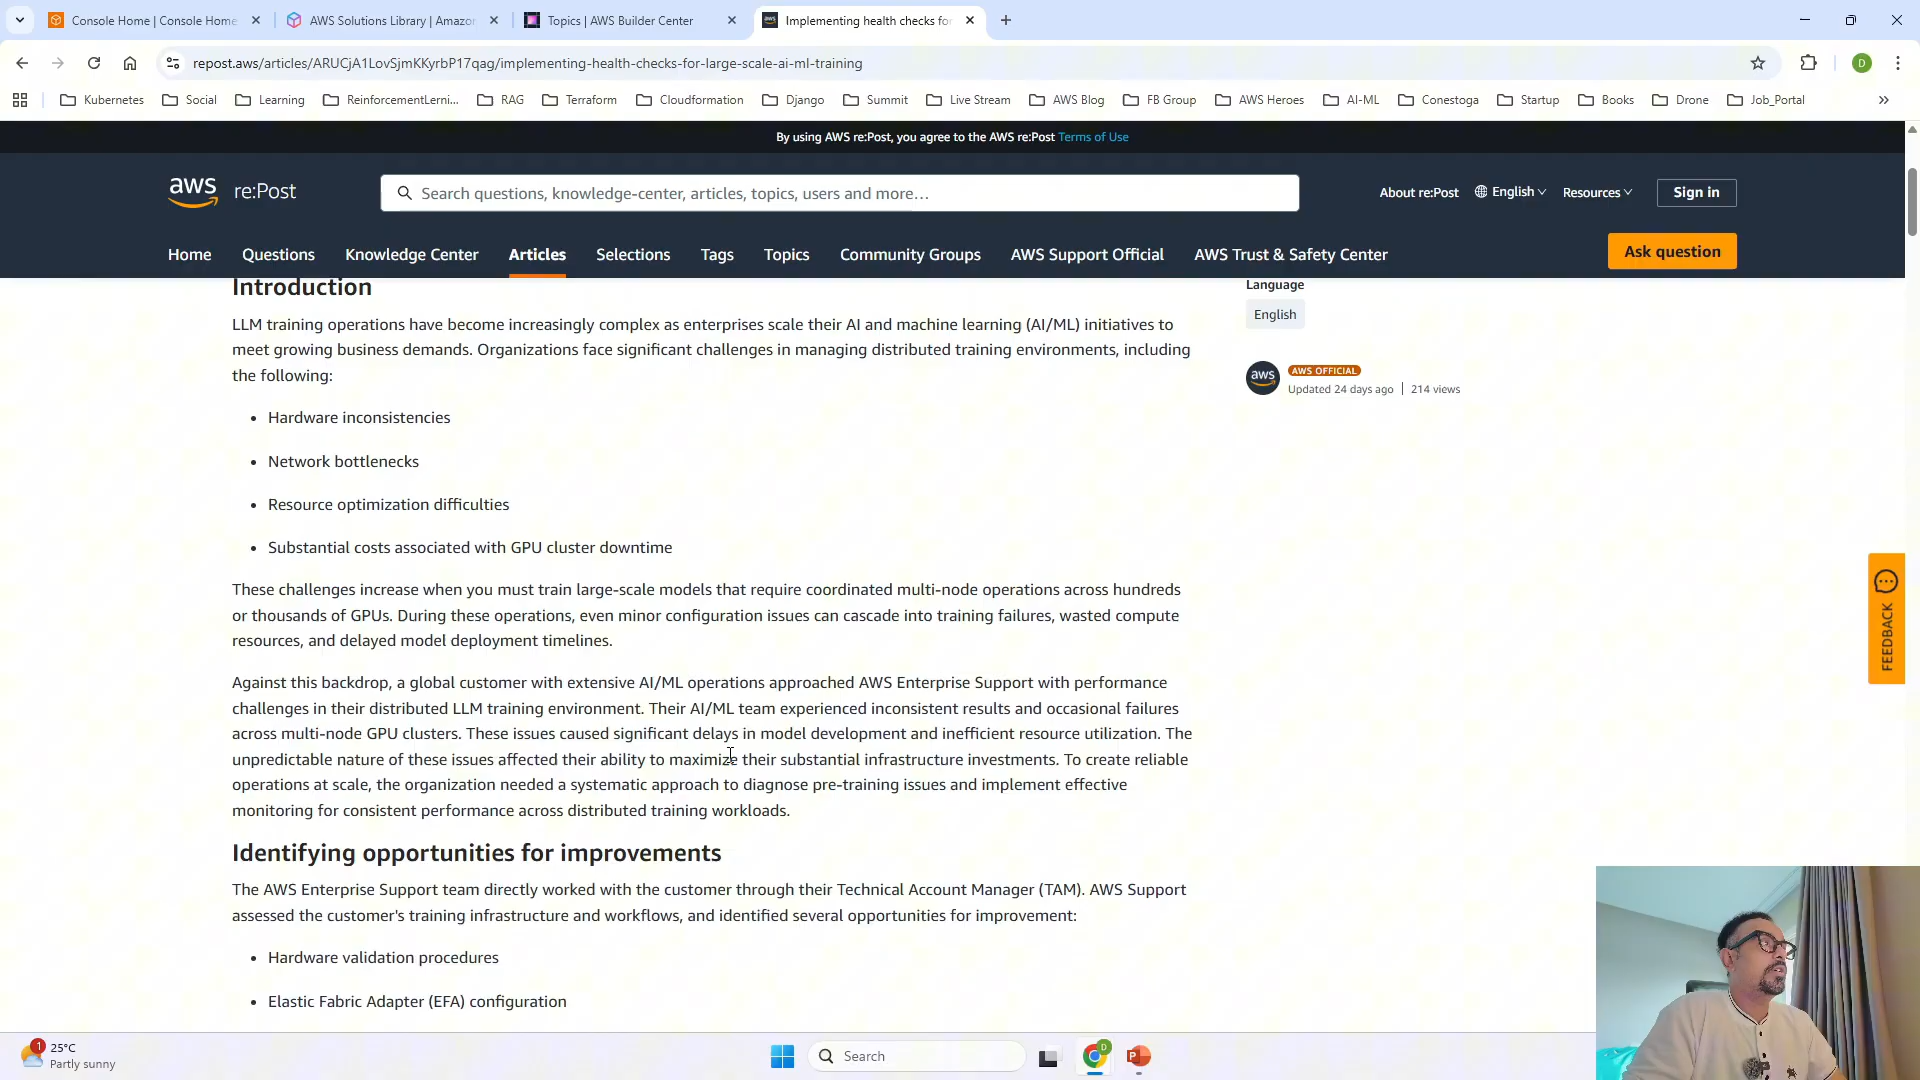 Console Home | Console Home
AWS Solutions Library | Amazon
Topics | AWS Builder Center
Implementing health checks for
repost.aws/articles/ARUCjA1LovSjmKKyrbP17qag/implementing-health-checks-for-large-scale-ai-ml-training
D
Kubernetes
Social
Learning
ReinforcementLerni...
RAG
Terraform
Cloudformation
Django
Summit
Live Stream
AWS Blog
FB Group
AWS Heroes
AI-ML
Conestoga
Startup
Books
Drone
Job_Portal
By using AWS re:Post, you agree to the AWS re:Post Terms of Use
aws re:Post
Search questions, knowledge-center, articles, topics, users and more...
About re:Post
English
Resources
Sign in
Home
Questions
Knowledge Center
Articles
Selections
Tags
Topics
Community Groups
AWS Support Official
AWS Trust & Safety Center
Ask question
Introduction
LLM training operations have become increasingly complex as enterprises scale their AI and machine learning (AI/ML) initiatives to
meet growing business demands. Organizations face significant challenges in managing distributed training environments, including
the following:
• Hardware inconsistencies
• Network bottlenecks
• Resource optimization difficulties
• Substantial costs associated with GPU cluster downtime
These challenges increase when you must train large-scale models that require coordinated multi-node operations across hundreds
or thousands of GPUs. During these operations, even minor configuration issues can cascade into training failures, wasted compute
resources, and delayed model deployment timelines.
Against this backdrop, a global customer with extensive AI/ML operations approached AWS Enterprise Support with performance
challenges in their distributed LLM training environment. Their AI/ML team experienced inconsistent results and occasional failures
across multi-node GPU clusters. These issues caused significant delays in model development and inefficient resource utilization. The
unpredictable nature of these issues affected their ability to maximize their substantial infrastructure investments. To create reliable
operations at scale, the organization needed a systematic approach to diagnose pre-training issues and implement effective
monitoring for consistent performance across distributed training workloads.
Identifying opportunities for improvements
The AWS Enterprise Support team directly worked with the customer through their Technical Account Manager (TAM). AWS Support
assessed the customer's training infrastructure and workflows, and identified several opportunities for improvement:
• Hardware validation procedures
• Elastic Fabric Adapter (EFA) configuration
Language
English
aws
AWS OFFICIAL
Updated 24 days ago | 214 views
FEEDBACK
1
25°C
Partly sunny
Search
D
P